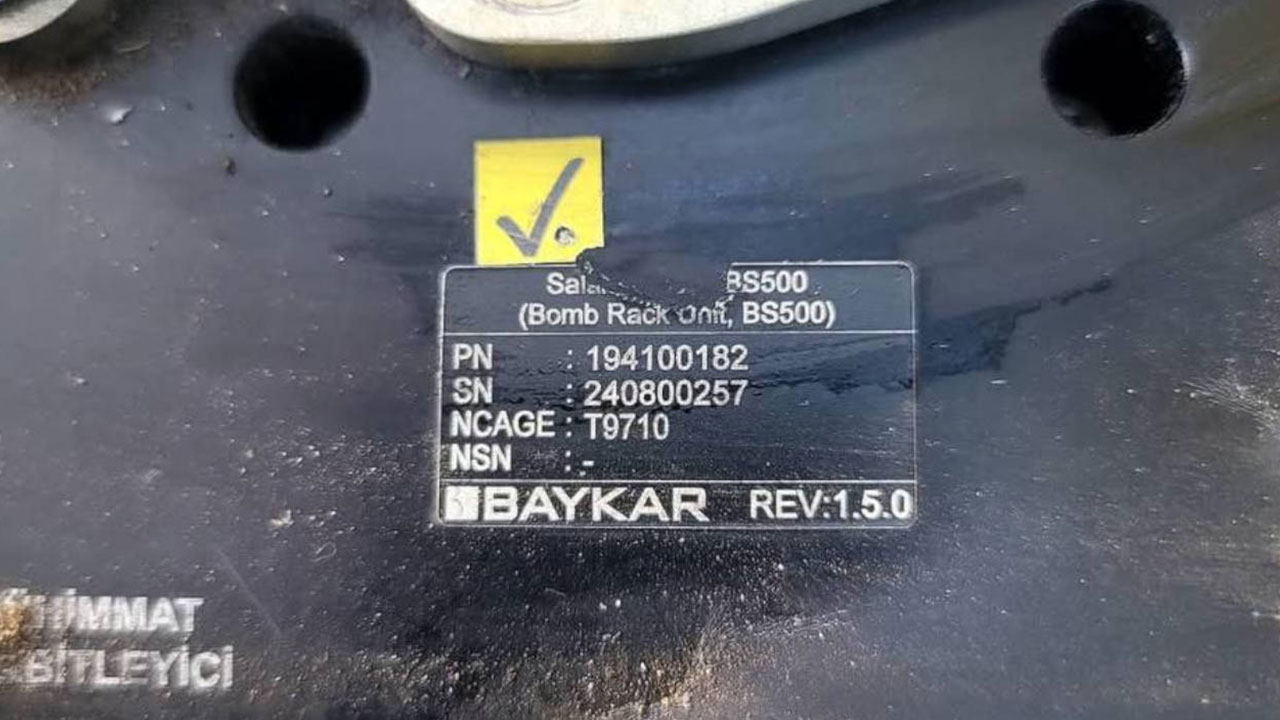 BS500
(Bomb Rack Unit, BS500)
PN : 194100182
SN : 240800257
NCAGE : T9710
NSN : -
BAYKAR REV:1.5.0